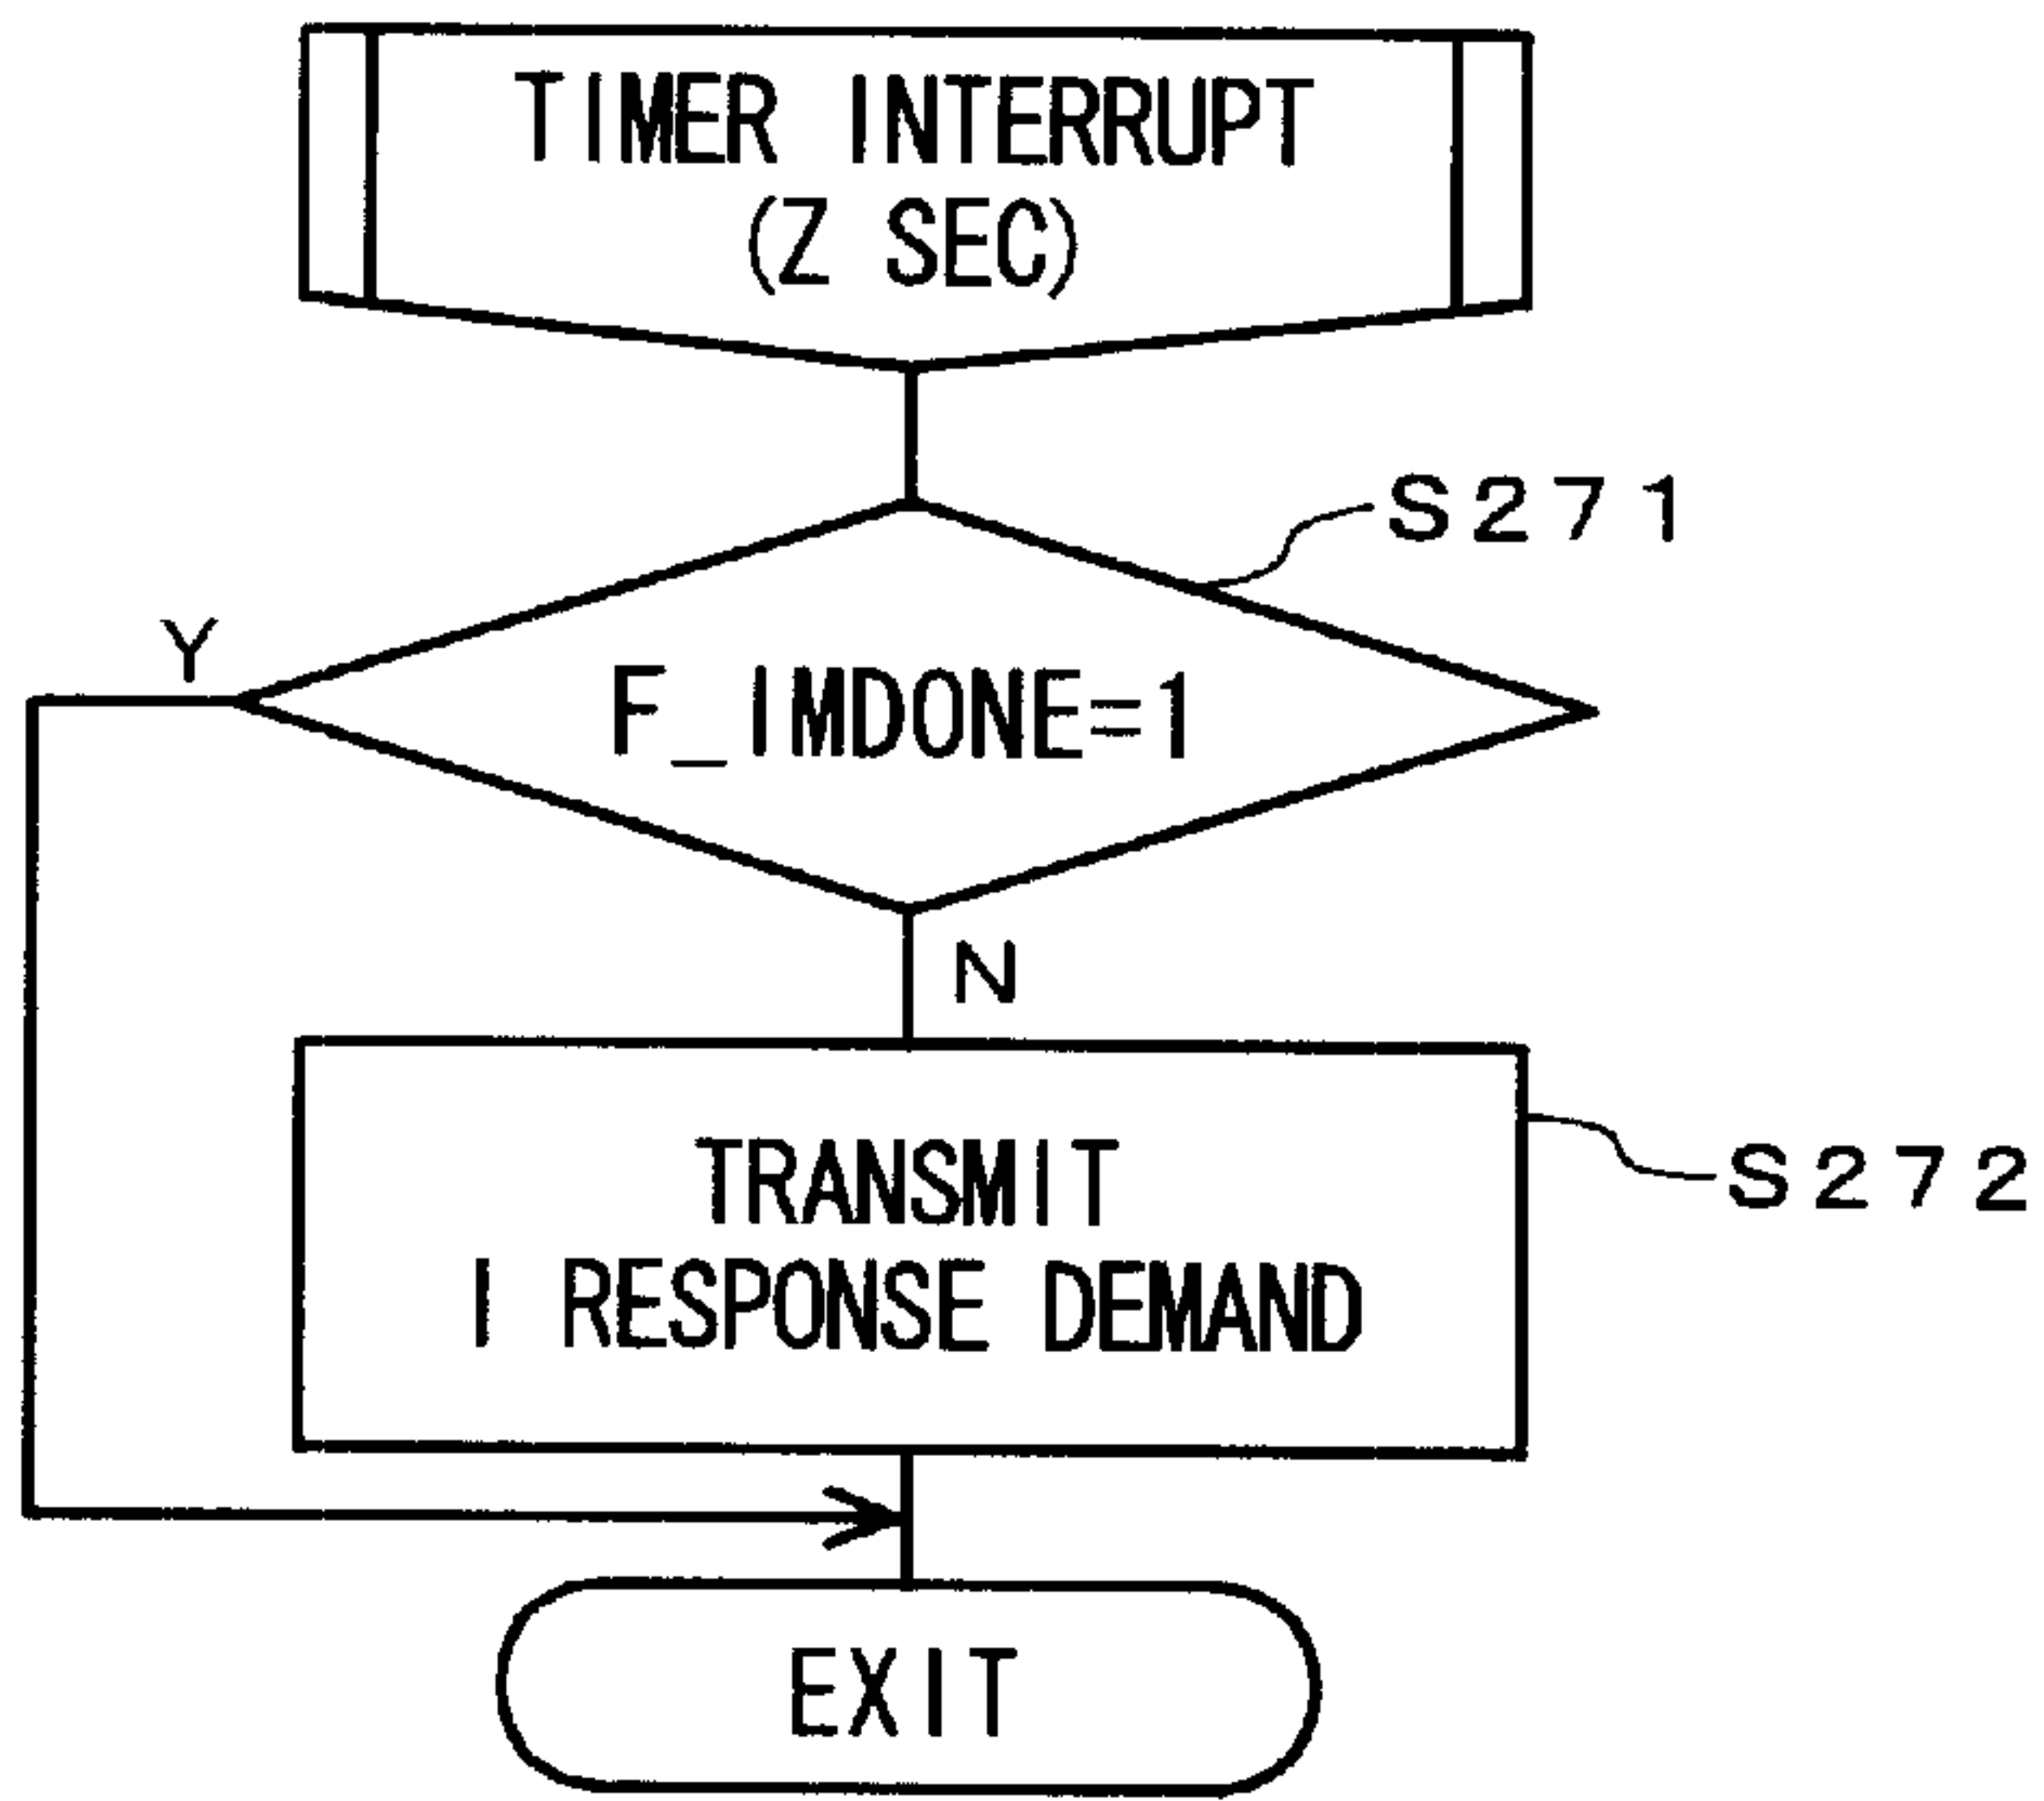 TIMER INTERRUPT
(Z SEC)
S271
Y
F_IMDONE=1
N
TRANSMIT
I RESPONSE DEMAND
S272
EXIT